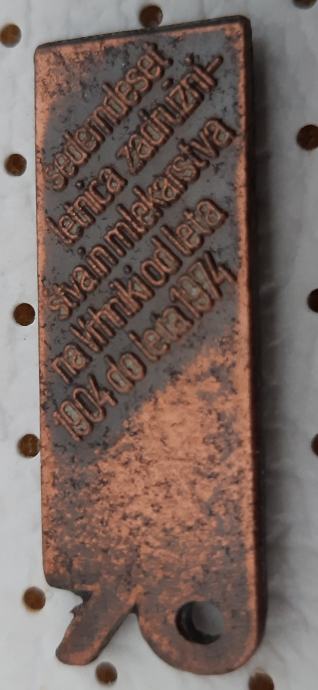 sedemdeset
letnica zadružni-
štva in mlekarstva
na Vrhniki od leta
1904 do leta 1974